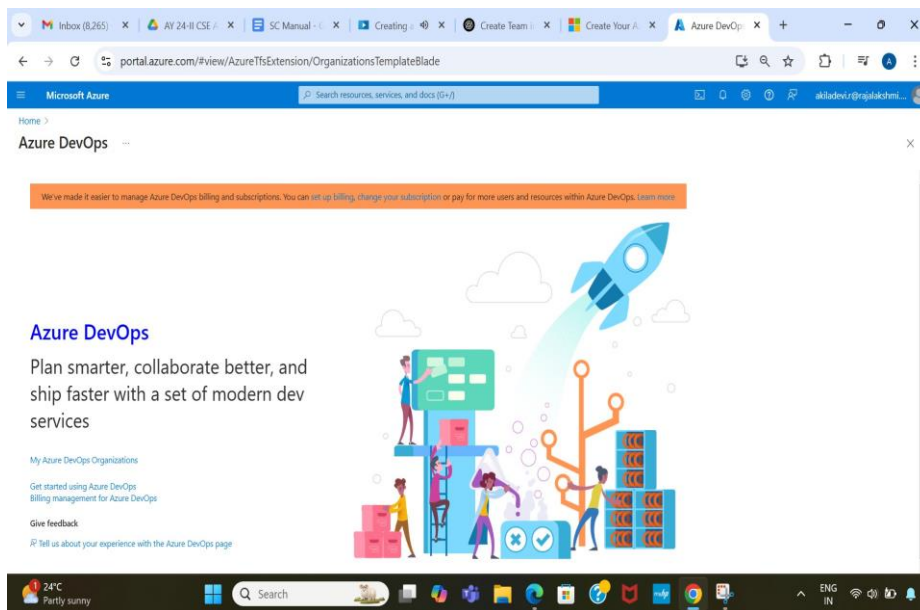 Inbox (8,265)
AY 24-II CSE A
SC Manual - C
Creating a
Create Team I
Create Your A
Azure DevOp
portal.azure.com/#view/AzureTfsExtension/OrganizationsTemplateBlade
A
Microsoft Azure
Search resources, services, and docs (G+/)
akiladevi.r@rajalakshmi....
Home >
Azure DevOps ...
We've made it easier to manage Azure DevOps billing and subscriptions. You can set up billing, change your subscription or pay for more users and resources within Azure DevOps. Learn more
Azure DevOps
Plan smarter, collaborate better, and
ship faster with a set of modern dev
services
My Azure DevOps Organizations
Get started using Azure DevOps
Billing management for Azure DevOps
Give feedback
Tell us about your experience with the Azure DevOps page
1
24°C
Partly sunny
Search
ENG
IN